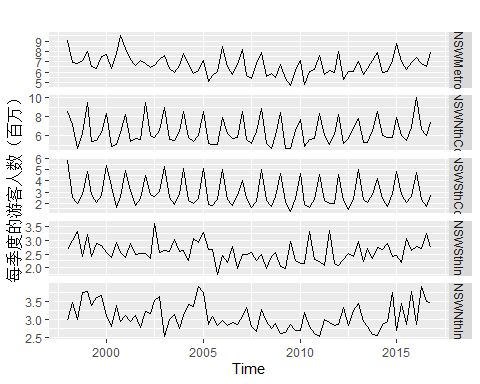 每季度的游客人数（百万）
9
8
7
6
5
NSWMetro
10
8
6
NSWNthCo
6
5
4
3
2
NSWSthCo
3.5
3.0
2.5
2.0
NSWSthIn
3.5
3.0
2.5
NSWNthIn
2000 2005 2010 2015
Time